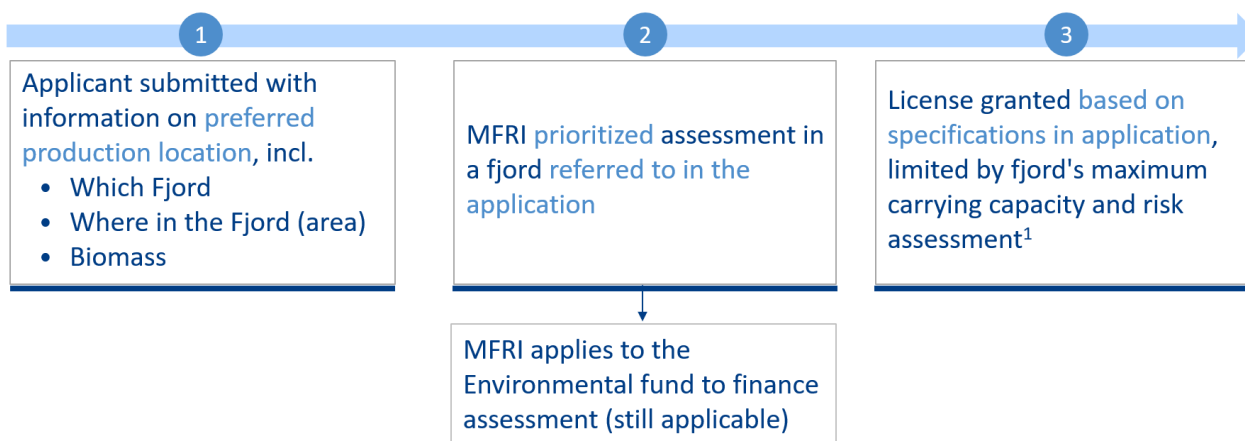 1
Applicant submitted with
information on preferred
production location, incl.
• Which Fjord
• Where in the Fjord (area)
• Biomass
2
MFRI prioritized assessment in
a fjord referred to in the
application
MFRI applies to the
Environmental fund to finance
assessment (still applicable)
3
License granted based on
specifications in application,
limited by fjord's maximum
carrying capacity and risk
assessment¹